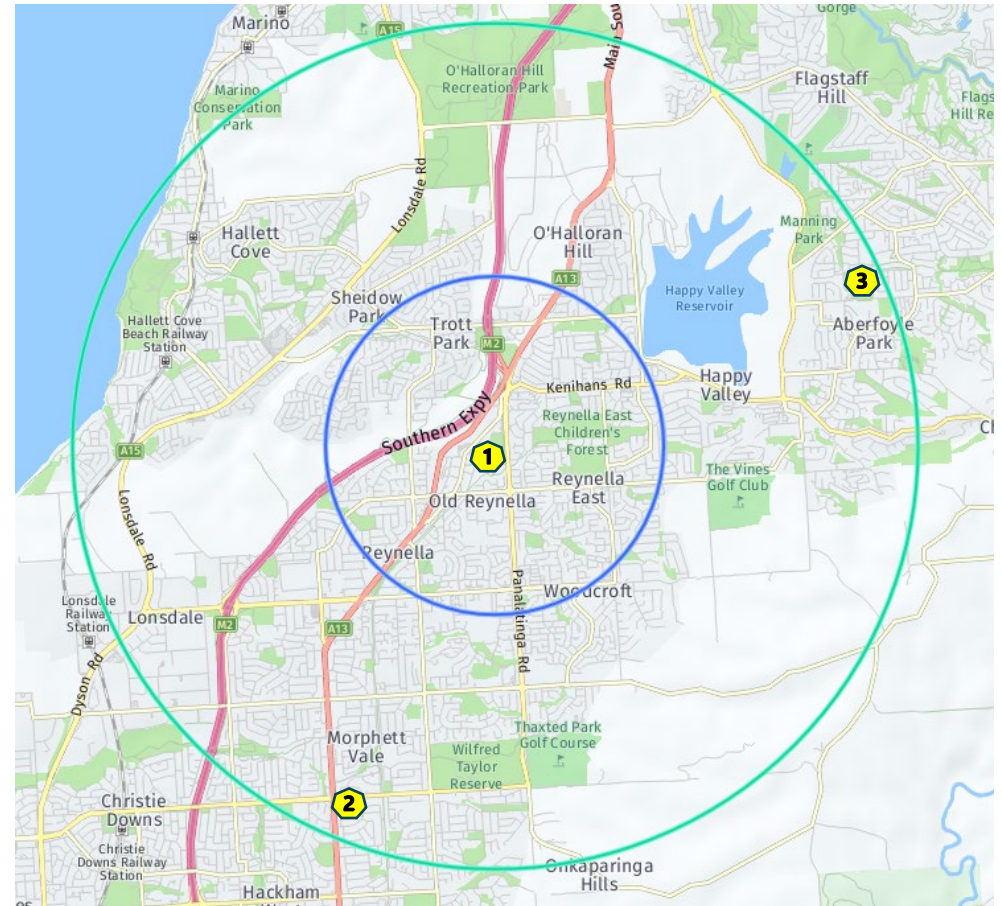 Marino
A15
Main Sou
Gorge
O'Halloran Hill
Recreation Park
Flagstaff
Hill
Marino
Conservation
Park
Flags
Hill Re
Lonsdale Rd
Hallett
Cove
O'Halloran
Hill
Manning
Park
A13
3
Sheidow
Park
Happy Valley
Reservoir
Hallett Cove
Beach Railway
Station
Trott
Park
M2
Aberfoyle
Park
Kenihans Rd
Happy
Valley
Southern Expy
Reynella East
Children's
Forest
Ch
A15
1
The Vines
Golf Club
Reynella
East
Old Reynella
Lonsdale Rd
Reynella
Panalatinga Rd
Woodcroft
Lonsdale
Railway
Station
Lonsdale
M2
A13
Dyson Rd
Morphett
Vale
Thaxted Park
Golf Course
Wilfred
Taylor
Reserve
Christie
Downs
2
Christie
Downs Railway
Station
Onkaparinga
Hills
Hackham